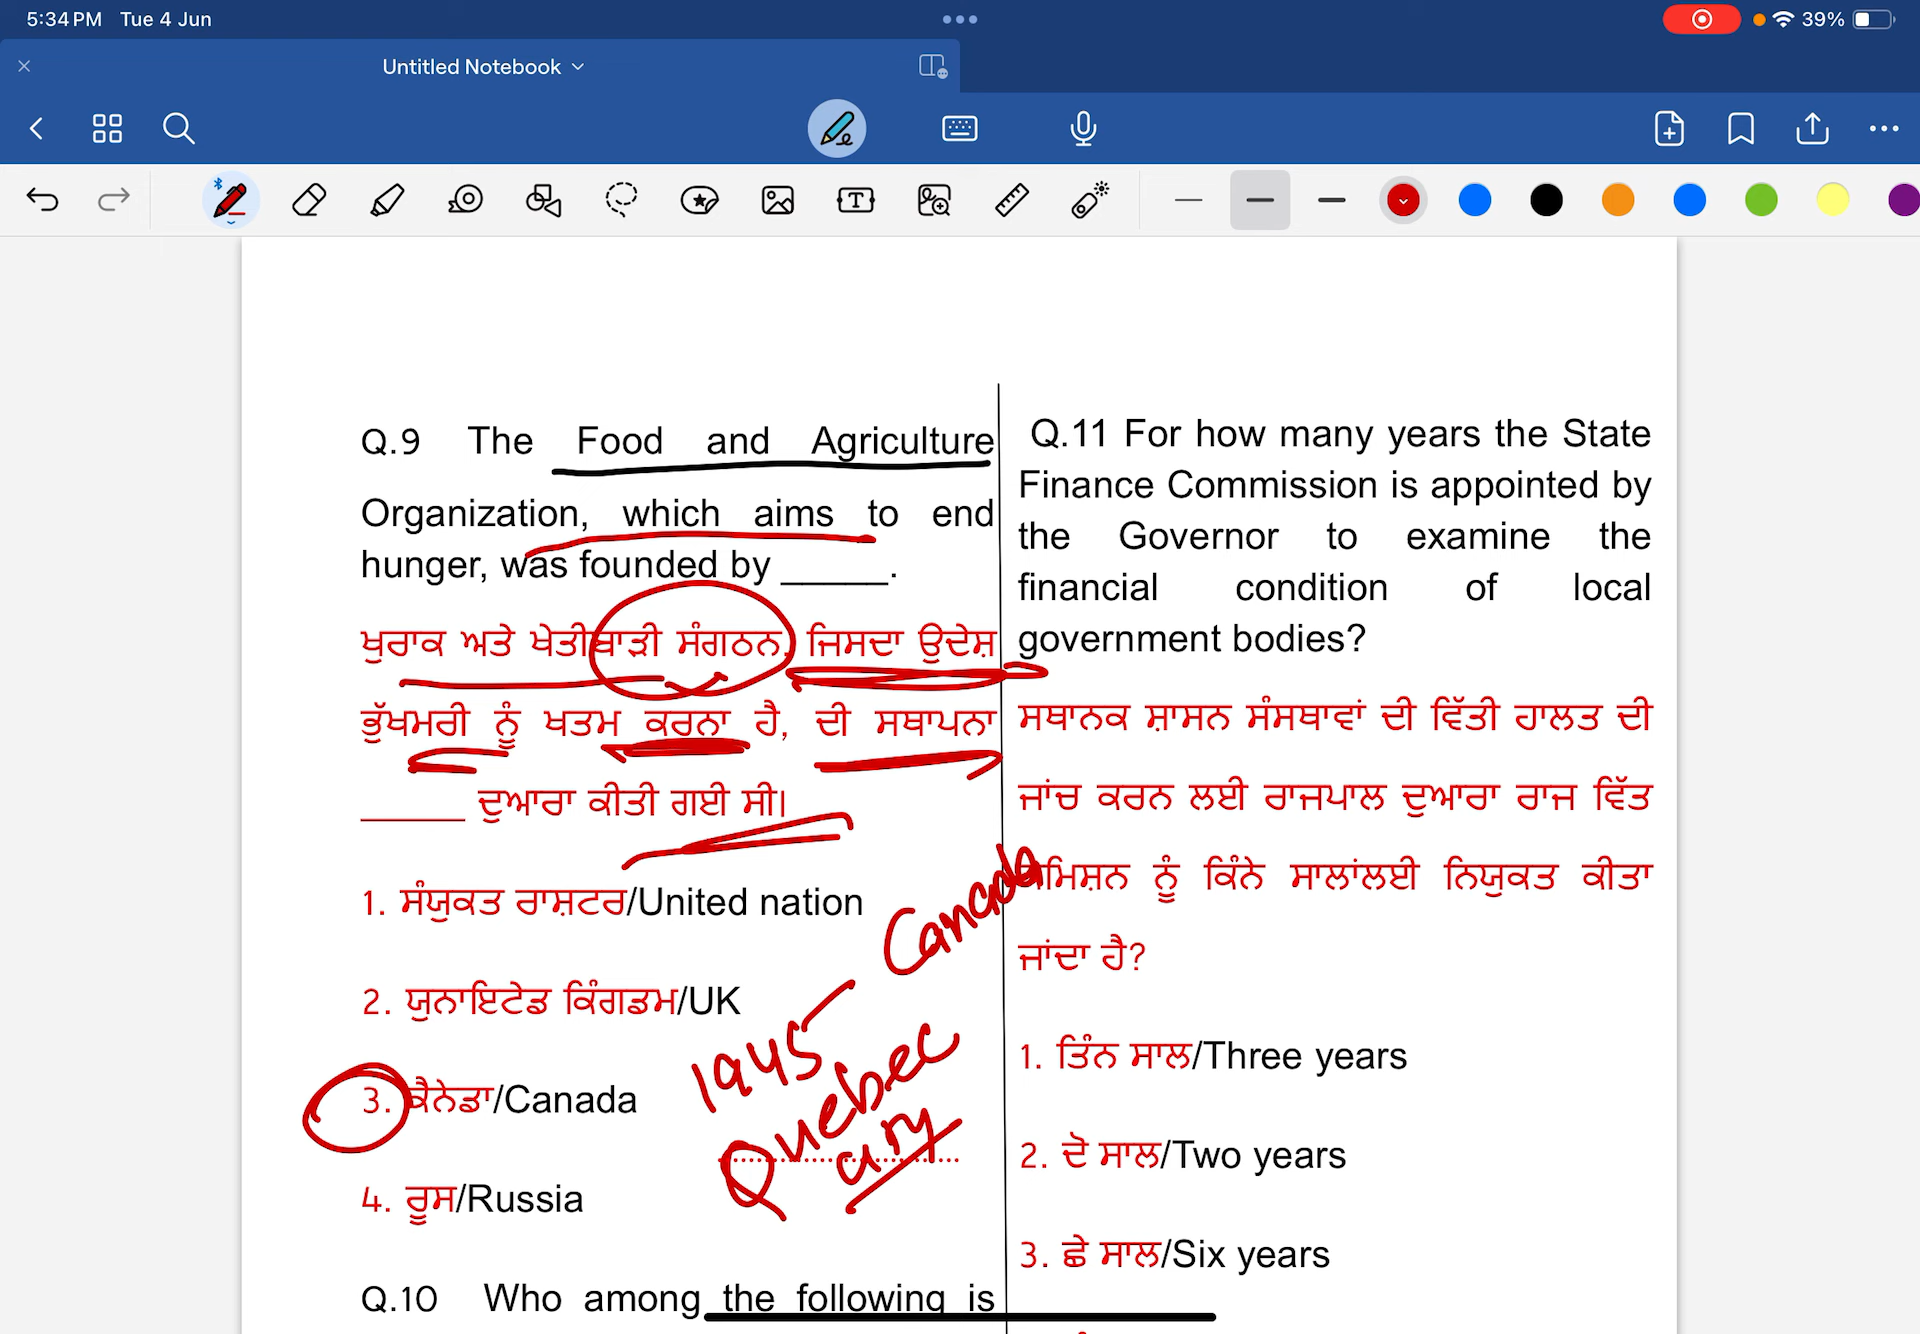 5:34 PM Tue 4 Jun
39%
Untitled Notebook
Q.9 The Food and Agriculture
Organization, which aims to end
hunger, was founded by _____.
ਖੁਰਾਕ ਅਤੇ ਖੇਤੀਬਾੜੀ ਸੰਗਠਨ, ਜਿਸਦਾ ਉਦੇਸ਼
ਭੁੱਖਮਰੀ ਨੂੰ ਖਤਮ ਕਰਨਾ ਹੈ, ਦੀ ਸਥਾਪਨਾ
_____ ਦੁਆਰਾ ਕੀਤੀ ਗਈ ਸੀ।
1. ਸੰਯੁਕਤ ਰਾਸ਼ਟਰ/United nation
2. ਯੁਨਾਇਟੇਡ ਕਿੰਗਡਮ/UK
3. ਕੈਨੇਡਾ/Canada
4. ਰੂਸ/Russia
Canada
1945
Quebec
ary
Q.10 Who among the following is
Q.11 For how many years the State
Finance Commission is appointed by
the Governor to examine the
financial condition of local
government bodies?
ਸਥਾਨਕ ਸ਼ਾਸਨ ਸੰਸਥਾਵਾਂ ਦੀ ਵਿੱਤੀ ਹਾਲਤ ਦੀ
ਜਾਂਚ ਕਰਨ ਲਈ ਰਾਜਪਾਲ ਦੁਆਰਾ ਰਾਜ ਵਿੱਤ
ਕਮਿਸ਼ਨ ਨੂੰ ਕਿੰਨੇ ਸਾਲਾਂਲਈ ਨਿਯੁਕਤ ਕੀਤਾ
ਜਾਂਦਾ ਹੈ?
1. ਤਿੰਨ ਸਾਲ/Three years
2. ਦੋ ਸਾਲ/Two years
3. ਛੇ ਸਾਲ/Six years